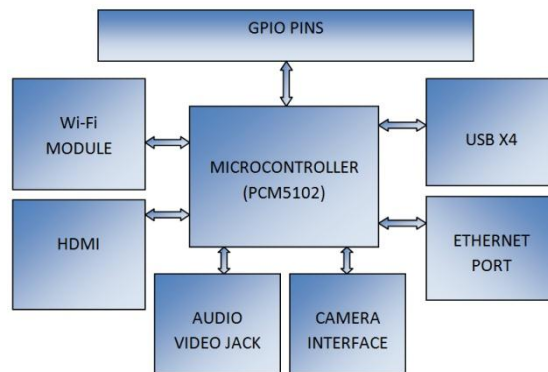 GPIO PINS
Wi-Fi
MODULE
MICROCONTROLLER
(PCM5102)
USB X4
HDMI
ETHERNET
PORT
AUDIO
VIDEO JACK
CAMERA
INTERFACE